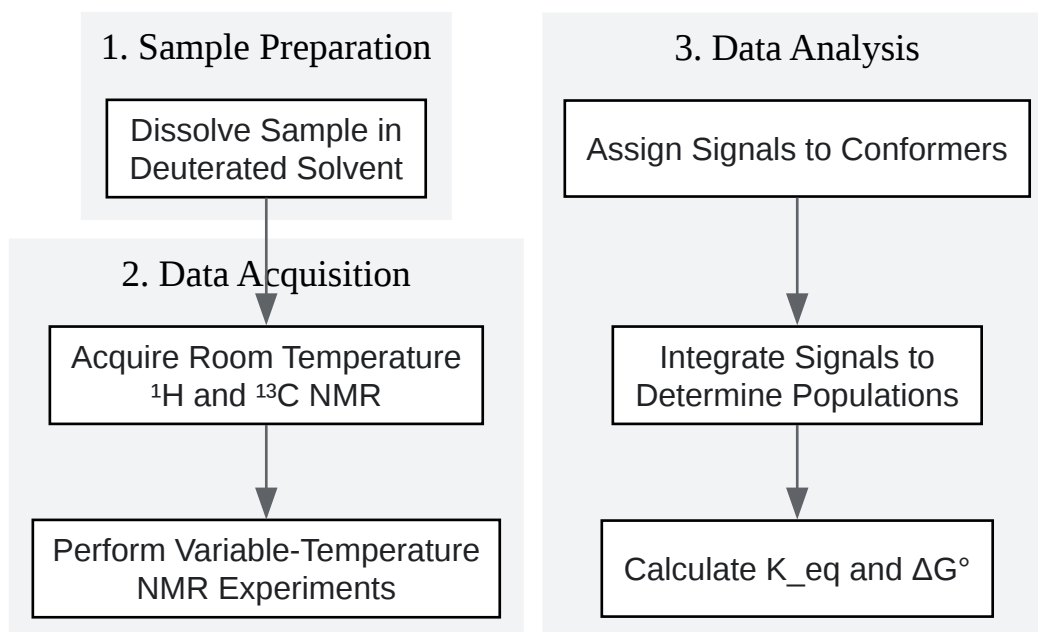 1. Sample Preparation
Dissolve Sample in
Deuterated Solvent
2. Data Acquisition
Acquire Room Temperature
¹H and ¹³C NMR
Perform Variable-Temperature
NMR Experiments
3. Data Analysis
Assign Signals to Conformers
Integrate Signals to
Determine Populations
Calculate K_eq and ΔG°